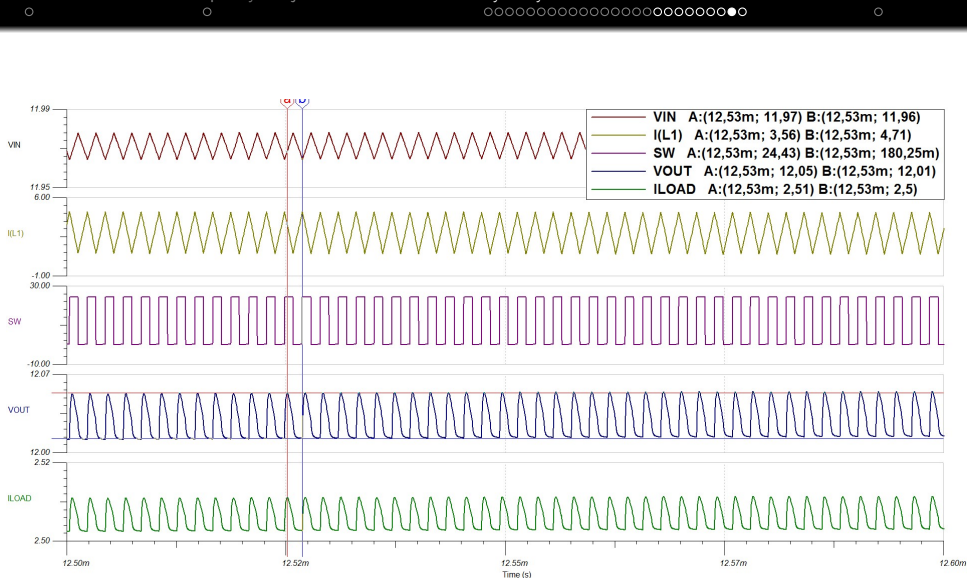 a b
11.99
VIN
11.95
VIN A:(12,53m; 11,97) B:(12,53m; 11,96)
I(L1) A:(12,53m; 3,56) B:(12,53m; 4,71)
SW A:(12,53m; 24,43) B:(12,53m; 180,25m)
VOUT A:(12,53m; 12,05) B:(12,53m; 12,01)
ILOAD A:(12,53m; 2,51) B:(12,53m; 2,5)
6.00
I(L1)
-1.00
30.00
SW
-10.00
12.07
VOUT
12.00
2.52
ILOAD
2.50
12.50m 12.52m 12.55m 12.57m 12.60m
Time (s)